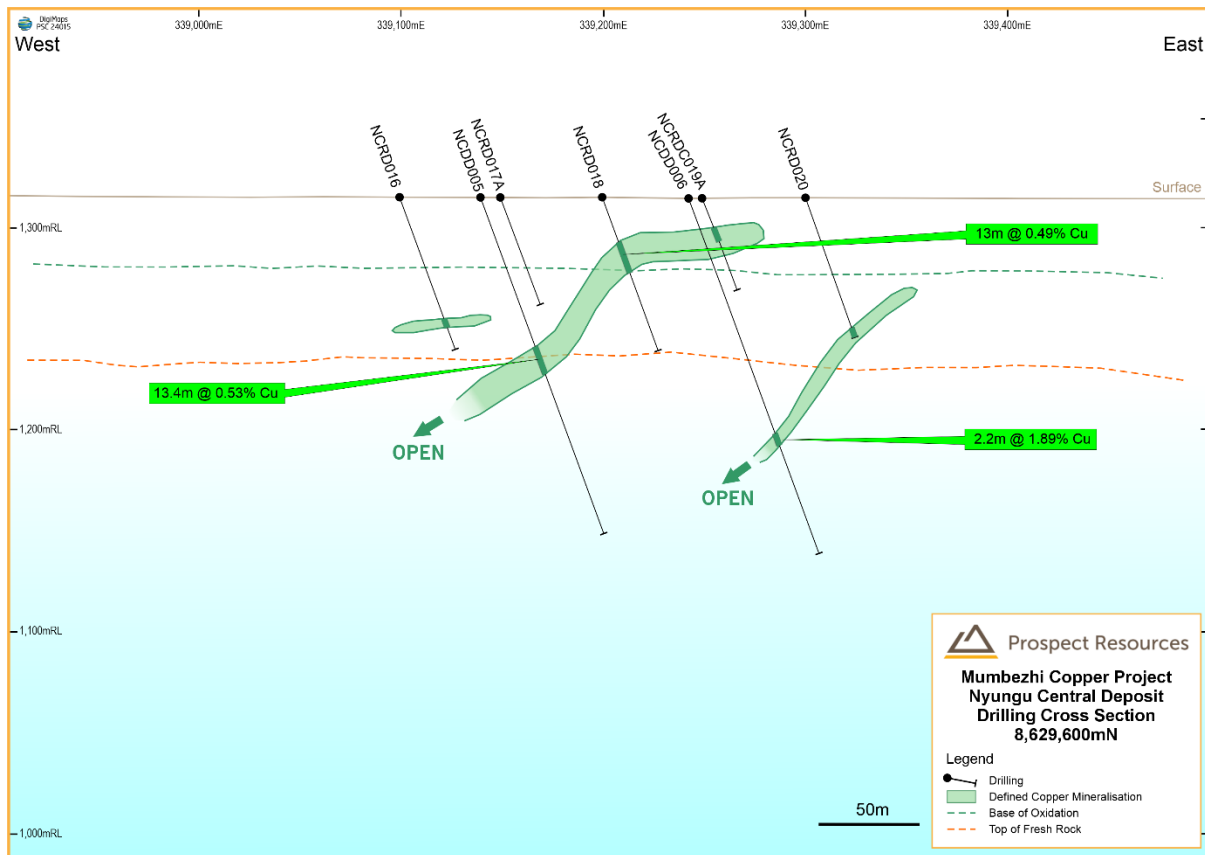 DigiMaps
PSC 24015
339,000mE
339,100mE
339,200mE
339,300mE
339,400mE
West
East
NCRD016
NCDD005
NCRD017A
NCRD018
NCDD006
NCRDC019A
NCRD020
Surface
1,300mRL
13m @ 0.49% Cu
13.4m @ 0.53% Cu
1,200mRL
OPEN
2.2m @ 1.89% Cu
OPEN
1,100mRL
Prospect Resources
Mumbezhi Copper Project
Nyungu Central Deposit
Drilling Cross Section
8,629,600mN
Legend
Drilling
Defined Copper Mineralisation
Base of Oxidation
Top of Fresh Rock
50m
1,000mRL